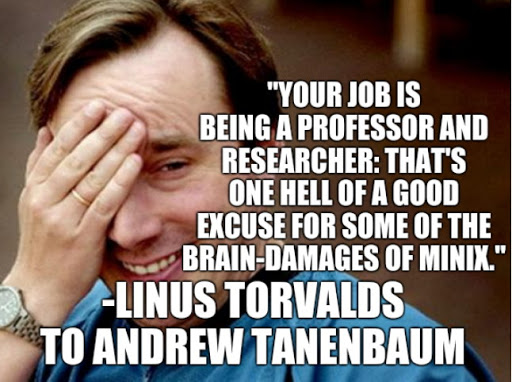 "YOUR JOB IS
BEING A PROFESSOR AND
RESEARCHER: THAT'S
ONE HELL OF A GOOD
EXCUSE FOR SOME OF THE
BRAIN-DAMAGES OF MINIX."
-LINUS TORVALDS
TO ANDREW TANENBAUM